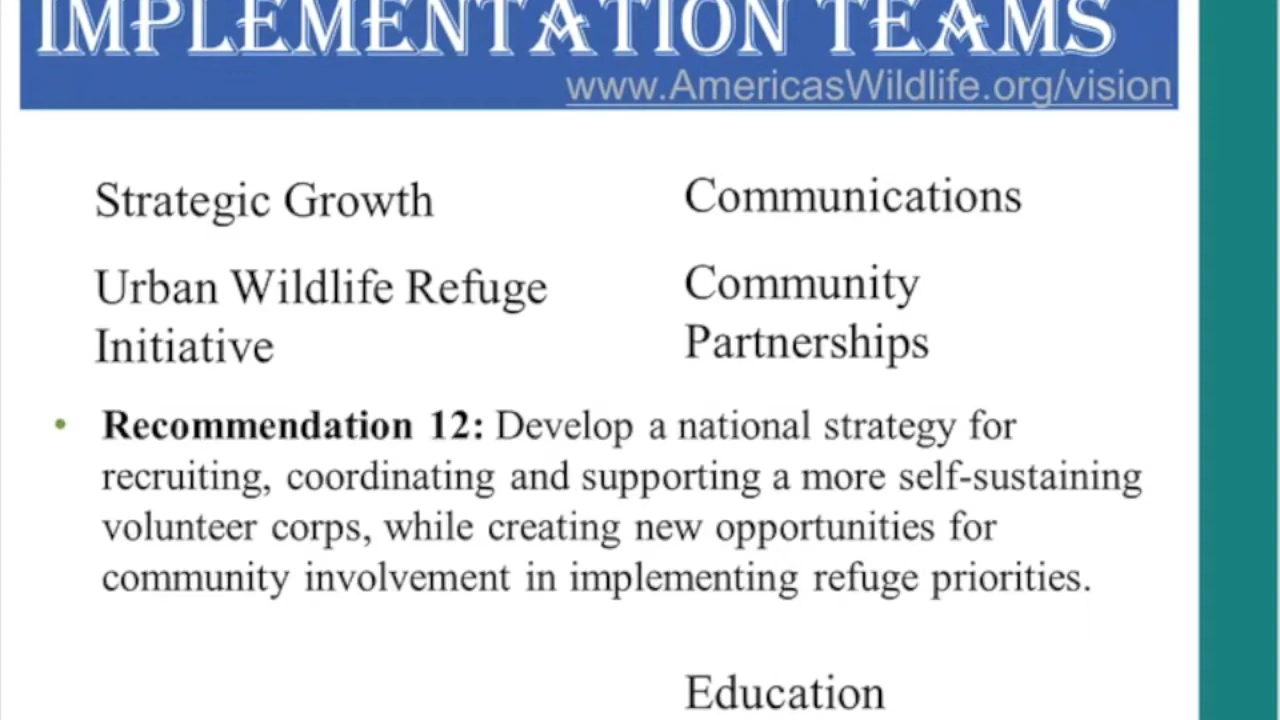 IMPLEMENTATION TEAMS
www.AmericasWildlife.org/vision
Strategic Growth
Urban Wildlife Refuge
Initiative
Communications
Community
Partnerships
• Recommendation 12: Develop a national strategy for
recruiting, coordinating and supporting a more self-sustaining
volunteer corps, while creating new opportunities for
community involvement in implementing refuge priorities.
Education